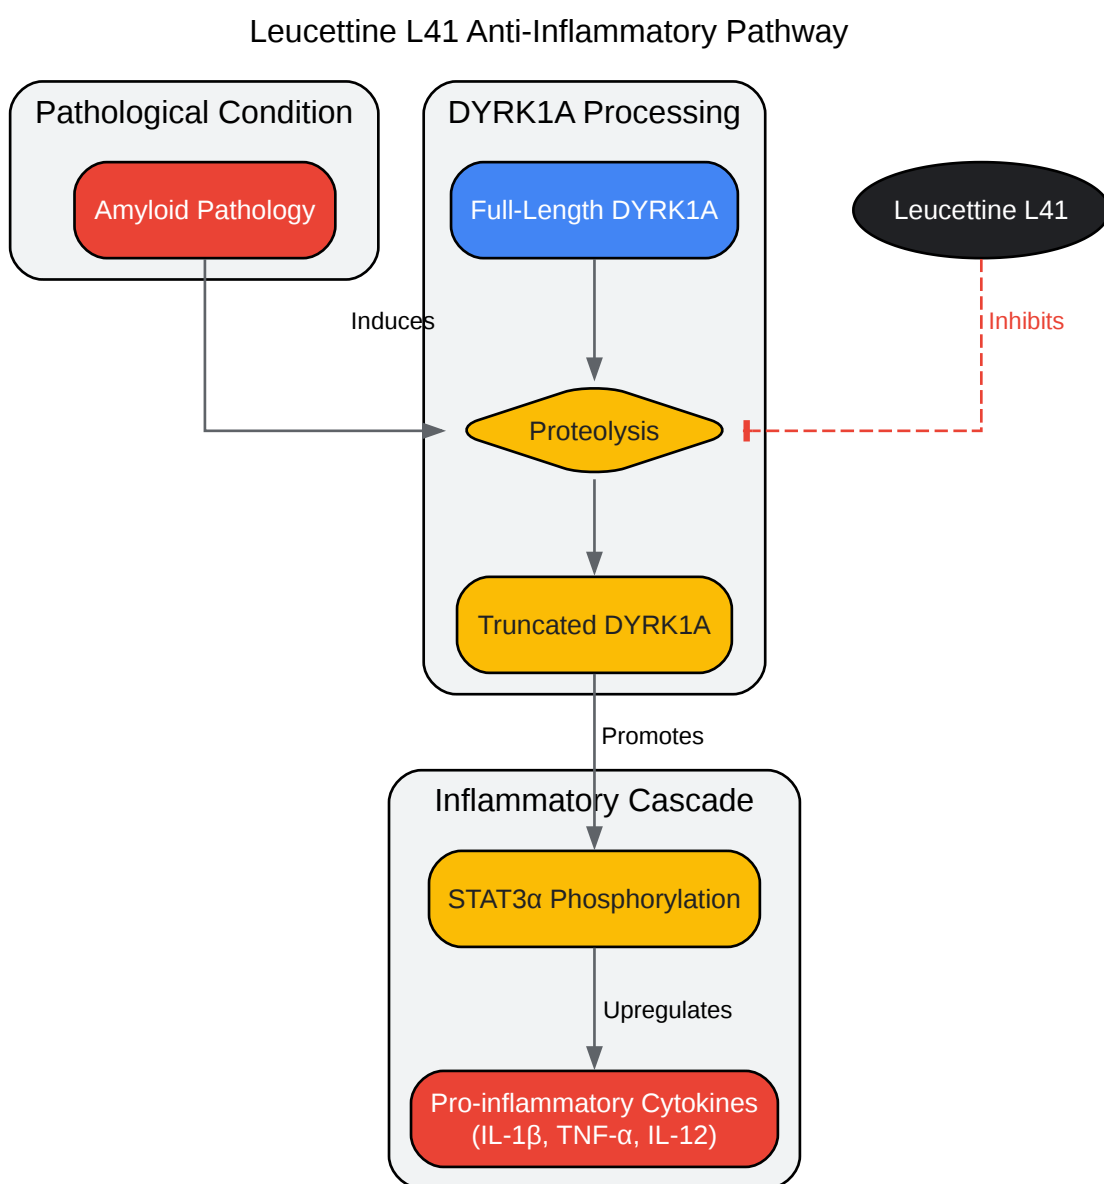 Leucettine L41 Anti-Inflammatory Pathway
Pathological Condition
DYRK1A Processing
Amyloid Pathology
Full-Length DYRK1A
Leucettine L41
Induces
Inhibits
Proteolysis
Truncated DYRK1A
Promotes
Inflammatory Cascade
STAT3α Phosphorylation
Upregulates
Pro-inflammatory Cytokines
(IL-1β, TNF-α, IL-12)